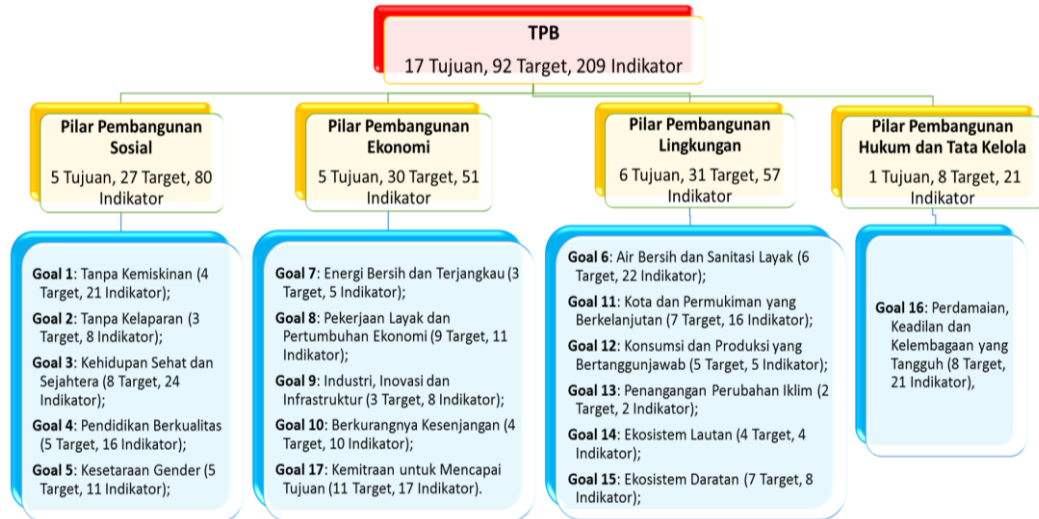 TPB
17 Tujuan, 92 Target, 209 Indikator
Pilar Pembangunan
Sosial
5 Tujuan, 27 Target, 80
Indikator
Pilar Pembangunan
Ekonomi
5 Tujuan, 30 Target, 51
Indikator
Pilar Pembangunan
Lingkungan
6 Tujuan, 31 Target, 57
Indikator
Pilar Pembangunan
Hukum dan Tata Kelola
1 Tujuan, 8 Target, 21
Indikator
Goal 1: Tanpa Kemiskinan (4
Target, 21 Indikator);
Goal 2: Tanpa Kelaparan (3
Target, 8 Indikator);
Goal 3: Kehidupan Sehat dan
Sejahtera (8 Target, 24
Indikator);
Goal 4: Pendidikan Berkualitas
(5 Target, 16 Indikator);
Goal 5: Kesetaraan Gender (5
Target, 11 Indikator);
Goal 7: Energi Bersih dan Terjangkau (3
Target, 5 Indikator);
Goal 8: Pekerjaan Layak dan
Pertumbuhan Ekonomi (9 Target, 11
Indikator);
Goal 9: Industri, Inovasi dan
Infrastruktur (3 Target, 8 Indikator);
Goal 10: Berkurangnya Kesenjangan (4
Target, 10 Indikator);
Goal 17: Kemitraan untuk Mencapai
Tujuan (11 Target, 17 Indikator).
Goal 6: Air Bersih dan Sanitasi Layak (6
Target, 22 Indikator);
Goal 11: Kota dan Permukiman yang
Berkelanjutan (7 Target, 16 Indikator);
Goal 12: Konsumsi dan Produksi yang
Bertanggunjawab (5 Target, 5 Indikator);
Goal 13: Penangangan Perubahan Iklim (2
Target, 2 Indikator);
Goal 14: Ekosistem Lautan (4 Target, 4
Indikator);
Goal 15: Ekosistem Daratan (7 Target, 8
Indikator);
Goal 16: Perdamaian,
Keadilan dan
Kelembagaan yang
Tangguh (8 Target,
21 Indikator),